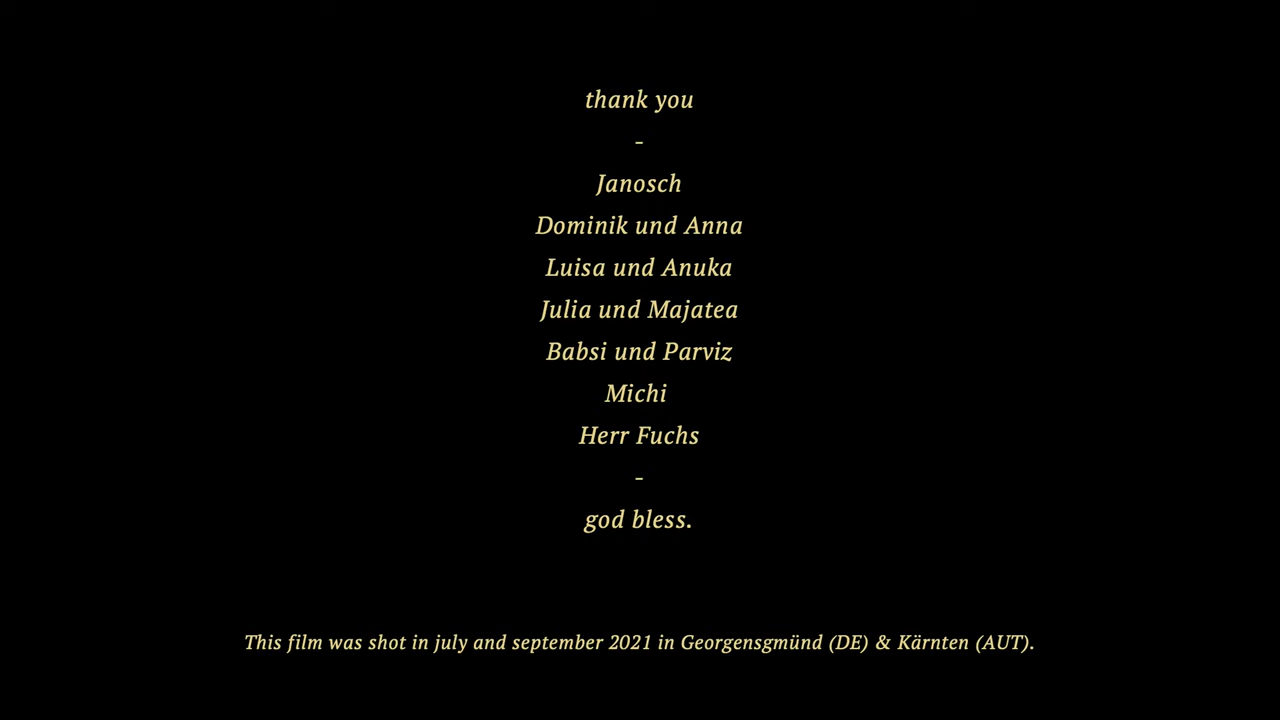 thank you
-
Janosch
Dominik und Anna
Luisa und Anuka
Julia und Majatea
Babsi und Parviz
Michi
Herr Fuchs
-
god bless.
This film was shot in july and september 2021 in Georgensgmünd (DE) & Kärnten (AUT).